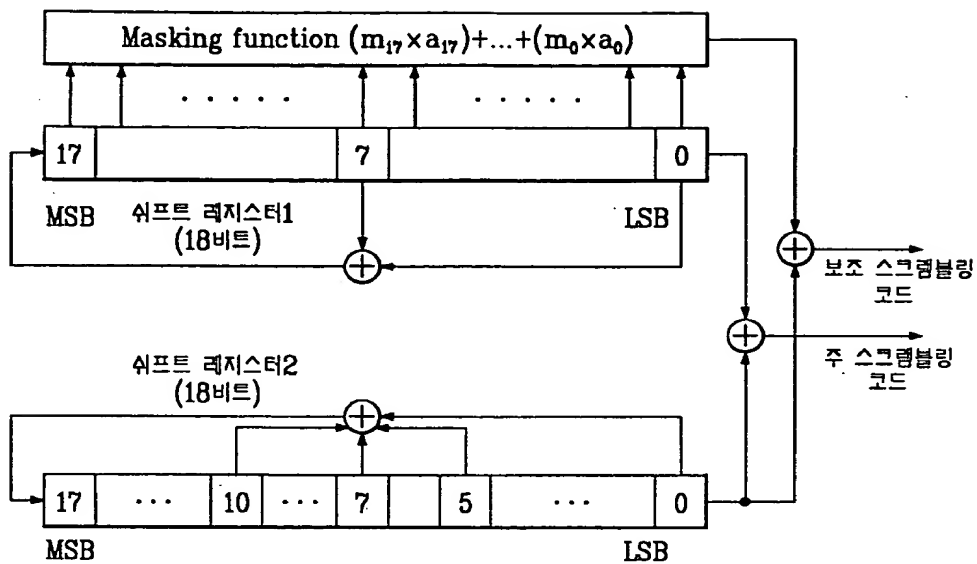 Masking function (m₁₇×a₁₇)+...+(m₀×a₀)
17 7 0
MSB 쉬프트 레지스터1 LSB
(18비트)
보조 스크램블링
코드
주 스크램블링
코드
쉬프트 레지스터2
(18비트)
17 ··· 10 ··· 7 5 ··· 0
MSB LSB